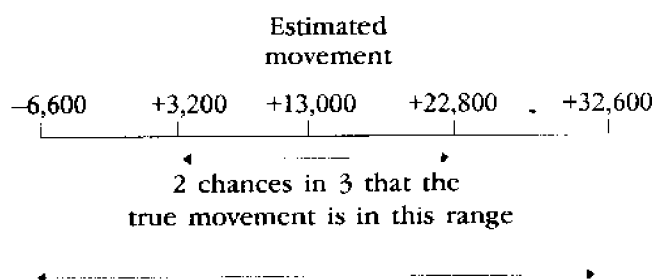 Estimated
movement
–6,600 +3,200 +13,000 +22,800 +32,600
2 chances in 3 that the
true movement is in this range